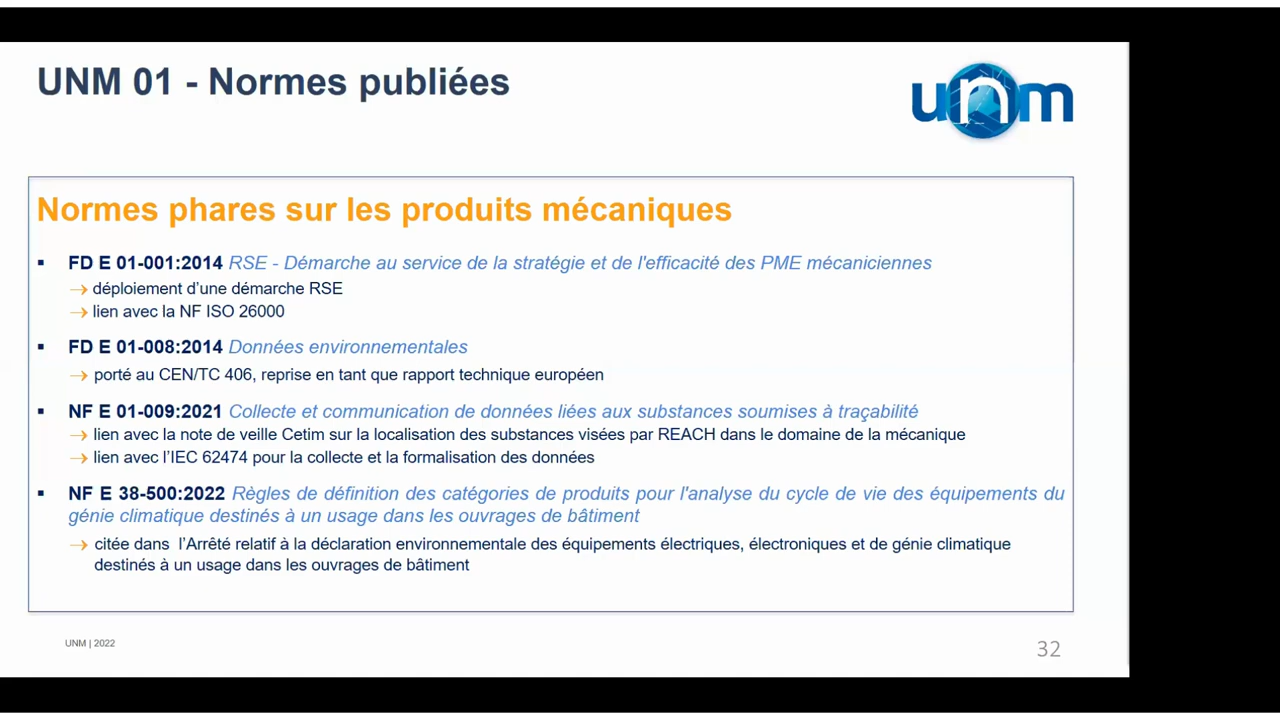 UNM 01 - Normes publiées
unm
Normes phares sur les produits mécaniques
▪ FD E 01-001:2014 RSE - Démarche au service de la stratégie et de l'efficacité des PME mécaniciennes
→ déploiement d’une démarche RSE
→ lien avec la NF ISO 26000
▪ FD E 01-008:2014 Données environnementales
→ porté au CEN/TC 406, reprise en tant que rapport technique européen
▪ NF E 01-009:2021 Collecte et communication de données liées aux substances soumises à traçabilité
→ lien avec la note de veille Cetim sur la localisation des substances visées par REACH dans le domaine de la mécanique
→ lien avec l’IEC 62474 pour la collecte et la formalisation des données
▪ NF E 38-500:2022 Règles de définition des catégories de produits pour l'analyse du cycle de vie des équipements du
génie climatique destinés à un usage dans les ouvrages de bâtiment
→ citée dans l’Arrêté relatif à la déclaration environnementale des équipements électriques, électroniques et de génie climatique
destinés à un usage dans les ouvrages de bâtiment
UNM | 2022
32